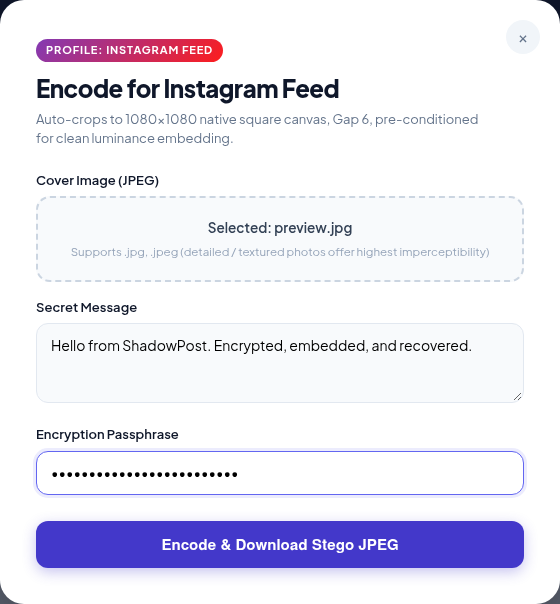 PROFILE: INSTAGRAM FEED
×
Encode for Instagram Feed
Auto-crops to 1080×1080 native square canvas, Gap 6, pre-conditioned
for clean luminance embedding.
Cover Image (JPEG)
Selected: preview.jpg
Supports .jpg, .jpeg (detailed / textured photos offer highest imperceptibility)
Secret Message
Hello from ShadowPost. Encrypted, embedded, and recovered.
Encryption Passphrase
•••••••••••••••••••••••••
Encode & Download Stego JPEG